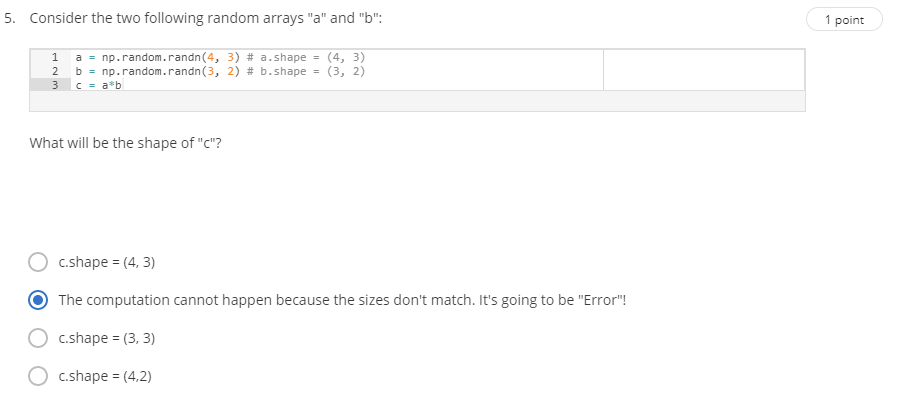 5. Consider the two following random arrays "a" and "b":
1 point
1 a = np.random.randn(4, 3) # a.shape = (4, 3)
2 b = np.random.randn(3, 2) # b.shape = (3, 2)
3 c = a*b
What will be the shape of "c"?
c.shape = (4, 3)
The computation cannot happen because the sizes don't match. It's going to be "Error"!
c.shape = (3, 3)
c.shape = (4,2)